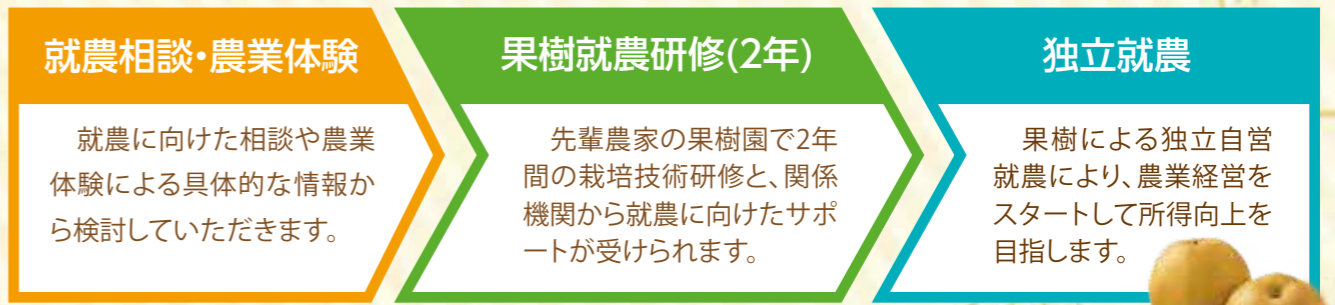 就農相談・農業体験
就農に向けた相談や農業
体験による具体的な情報か
ら検討していただきます。
果樹就農研修(2年)
先輩農家の果樹園で2年
間の栽培技術研修と、関係
機関から就農に向けたサポ
ートが受けられます。
独立就農
果樹による独立自営
就農により、農業経営を
スタートして所得向上を
目指します。